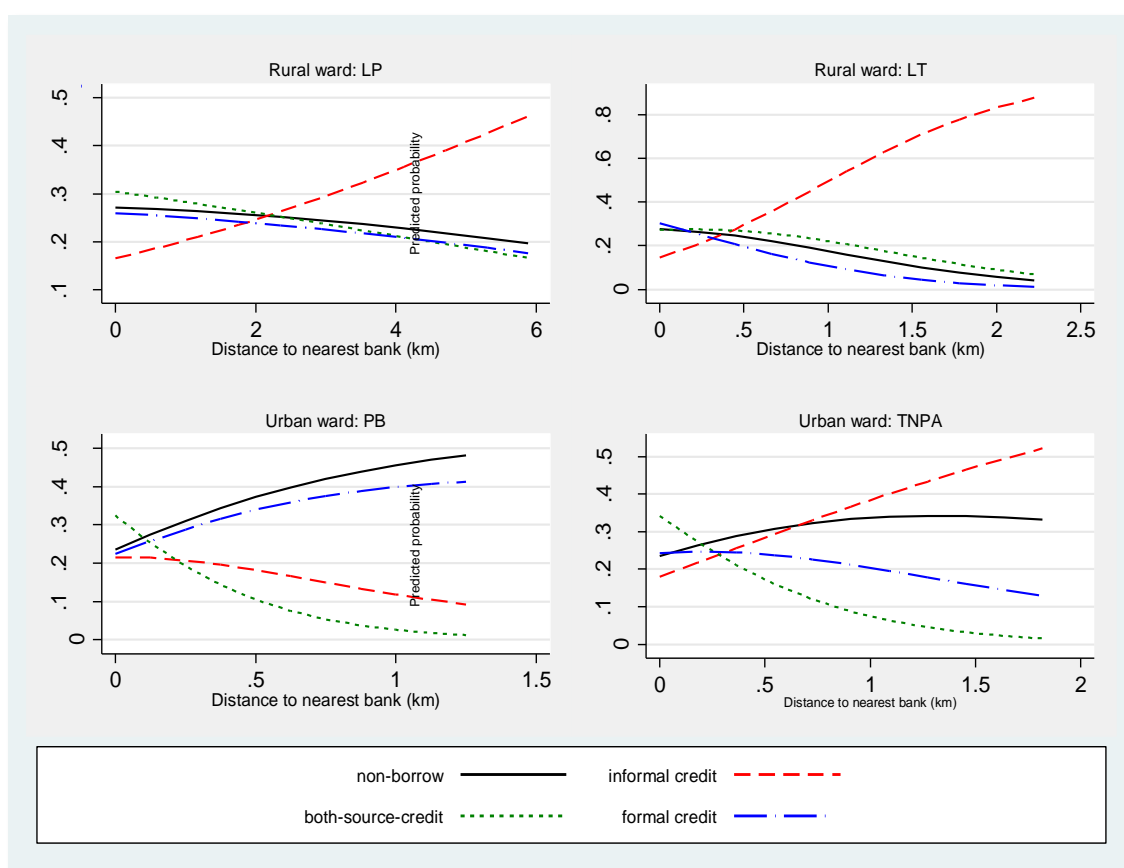 Rural ward: LP
.5
.4
.3
.2
.1
Predicted probability
0 2 4 6
Distance to nearest bank (km)
Rural ward: LT
.8
.6
.4
.2
0
0 .5 1 1.5 2 2.5
Distance to nearest bank (km)
Urban ward: PB
.5
.4
.3
.2
.1
0
Predicted probability
0 .5 1 1.5
Distance to nearest bank (km)
Urban ward: TNPA
.5
.4
.3
.2
.1
0
0 .5 1 1.5 2
Distance to nearest bank (km)
non-borrow informal credit
both-source-credit formal credit